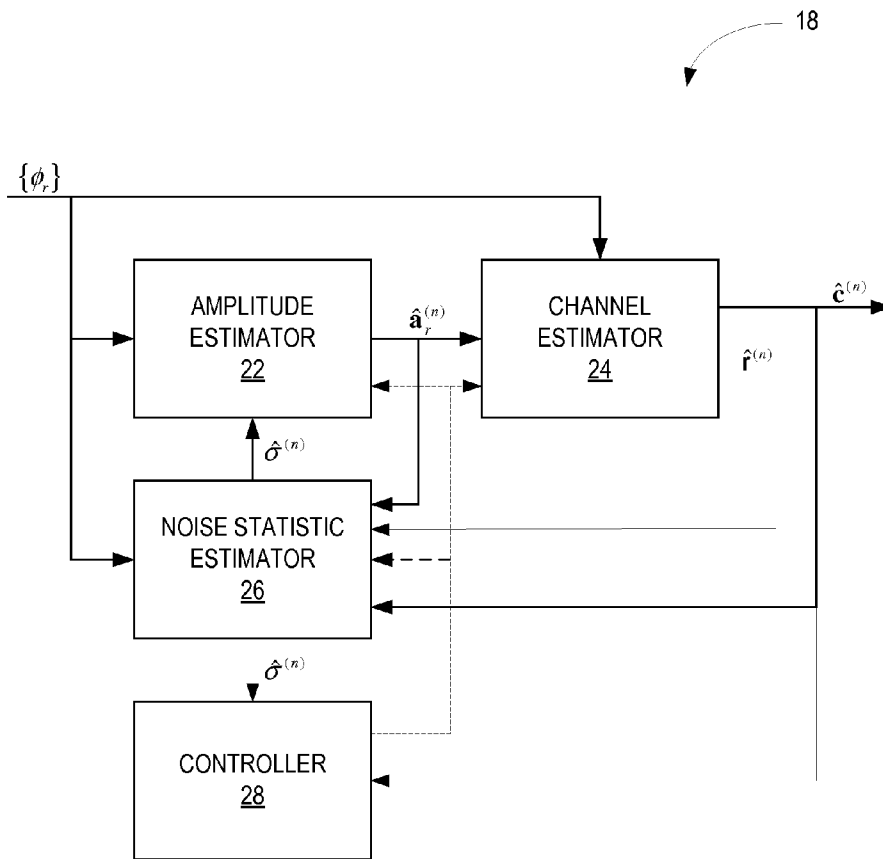 18
{ϕ_r}
AMPLITUDE
ESTIMATOR
22
â_r^(n)
CHANNEL
ESTIMATOR
24
ĉ^(n)
r̂^(n)
σ̂^(n)
NOISE STATISTIC
ESTIMATOR
26
σ̂^(n)
CONTROLLER
28